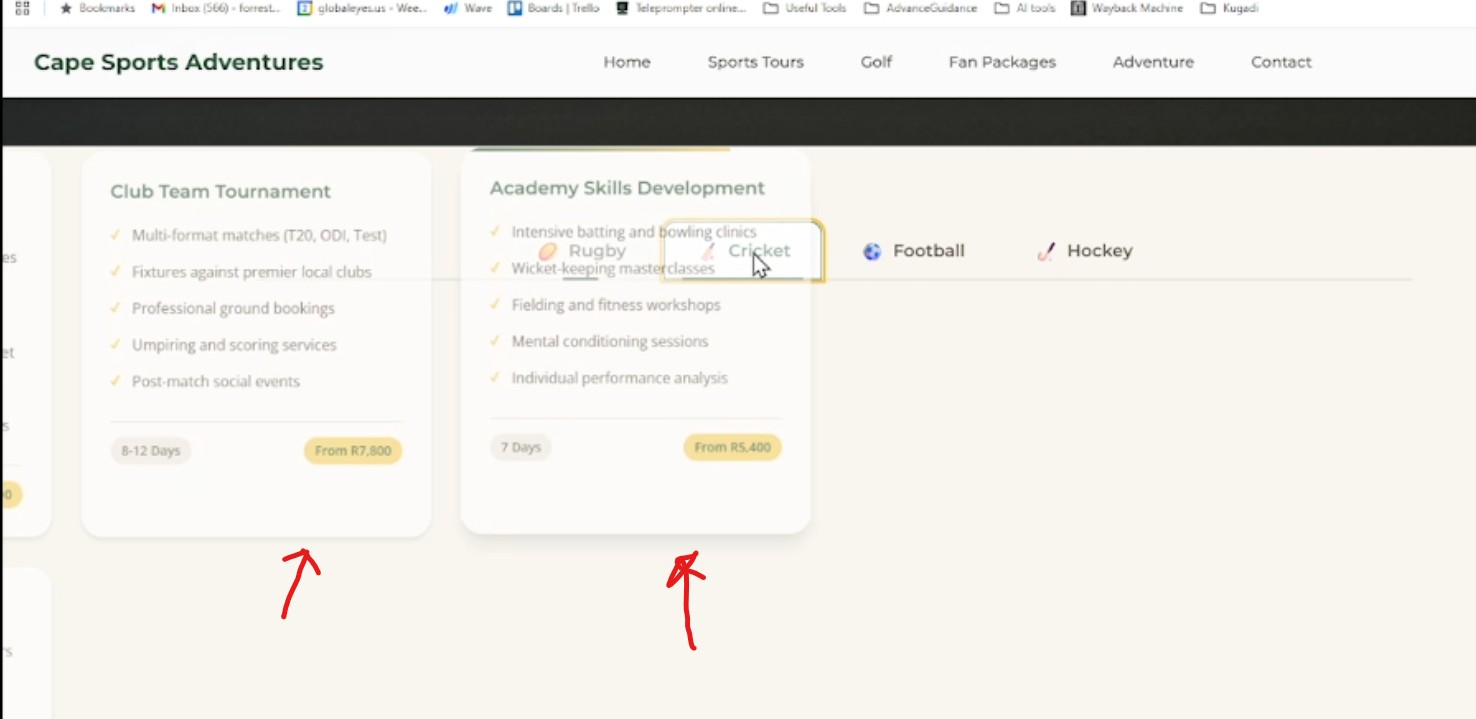 Bookmarks
Inbox (566) - forrest...
globaleyes.us - Wee...
Wave
Boards | Trello
Teleprompter online...
Useful Tools
AdvanceGuidance
AI tools
Wayback Machine
Kugadi
Cape Sports Adventures
Home
Sports Tours
Golf
Fan Packages
Adventure
Contact
Rugby
Cricket
Football
Hockey
es
et
s
0
rs
Club Team Tournament
✓ Multi-format matches (T20, ODI, Test)
✓ Fixtures against premier local clubs
✓ Professional ground bookings
✓ Umpiring and scoring services
✓ Post-match social events
8-12 Days
From R7,800
Academy Skills Development
✓ Intensive batting and bowling clinics
✓ Wicket-keeping masterclasses
✓ Fielding and fitness workshops
✓ Mental conditioning sessions
✓ Individual performance analysis
7 Days
From R5,400